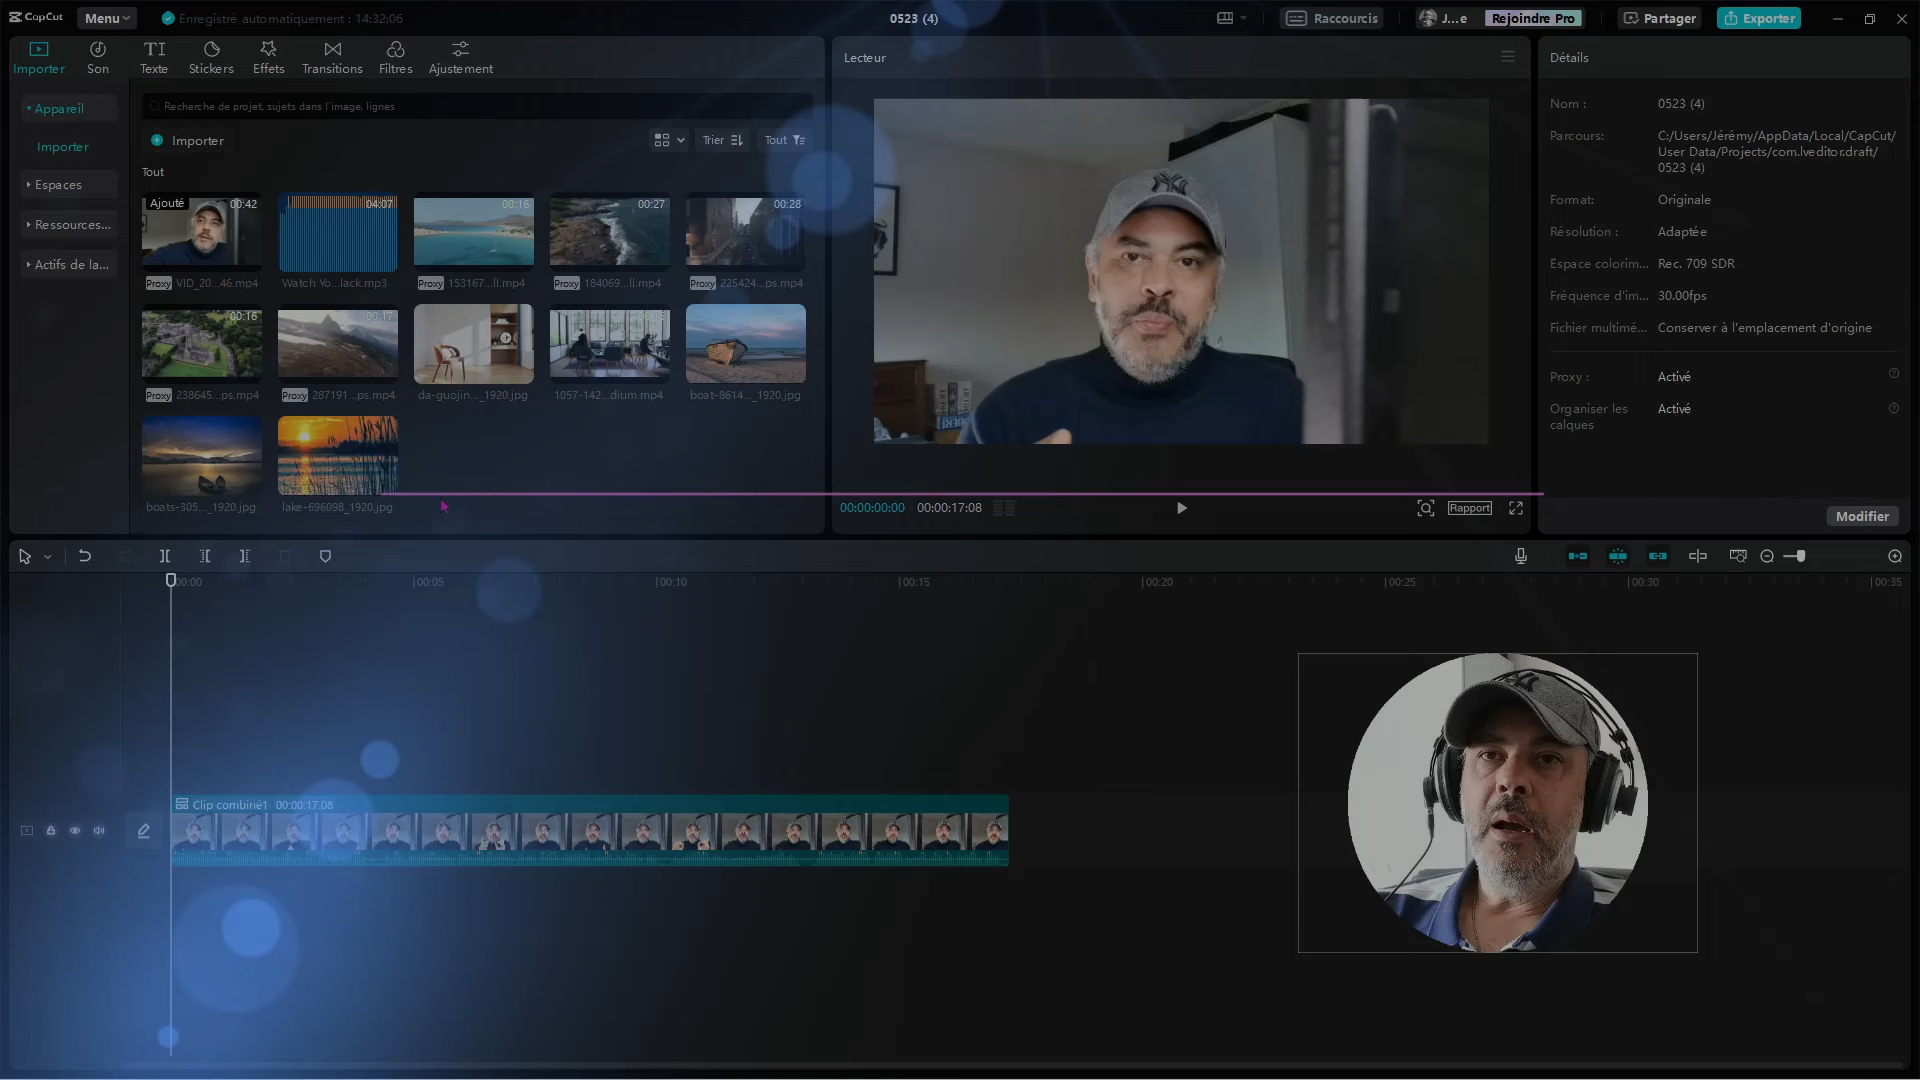 CapCut Menu Enregistré automatiquement : 14:32:06 0523 (4) Raccourcis J...e Rejoindre Pro Partager Exporter
Importer Son Texte Stickers Effets Transitions Filtres Ajustement
Lecteur
Détails
Appareil
Importer
Espaces
Ressources...
Actifs de la...
Recherche de projet, sujets dans l'image, lignes
Importer Trier Tout
Tout
Ajouté 00:42 04:07 00:16 00:27 00:28
Proxy VID_20...46.mp4 Watch Yo...lack.mp3 Proxy 153167...ll.mp4 Proxy 184069...ll.mp4 Proxy 225424...ps.mp4
00:16 00:17
Proxy 238645...ps.mp4 Proxy 287191...ps.mp4 da-guojin..._1920.jpg 1057-142...dium.mp4 boat-8614..._1920.jpg
boats-305..._1920.jpg lake-696098_1920.jpg
00:00:00:00 00:00:17:08 Rapport
Nom : 0523 (4)
Parcours: C:/Users/Jérémy/AppData/Local/CapCut/
User Data/Projects/com.lveditor.draft/
0523 (4)
Format: Originale
Résolution : Adaptée
Espace colorim... Rec. 709 SDR
Fréquence d'im... 30.00fps
Fichier multimé... Conserver à l'emplacement d'origine
Proxy : Activé
Organiser les Activé
calques
Modifier
00:00 00:05 00:10 00:15 00:20 00:25 00:30 00:35
Clip combiné1 00:00:17:08